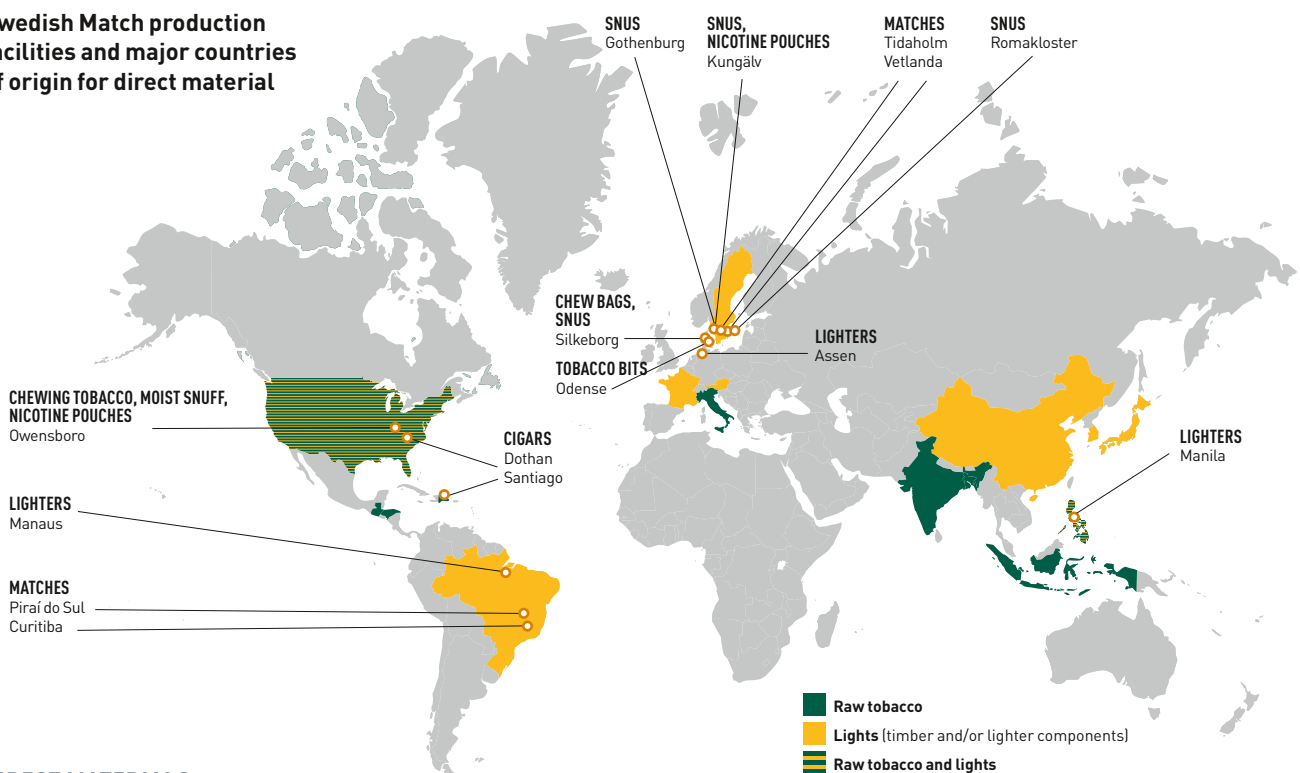 wedish Match production
acilities and major countries
f origin for direct material
SNUS
Gothenburg
SNUS,
NICOTINE POUCHES
Kungälv
MATCHES
Tidaholm
Vetlanda
SNUS
Romakloster
CHEW BAGS,
SNUS
Silkeborg
TOBACCO BITS
Odense
LIGHTERS
Assen
CHEWING TOBACCO, MOIST SNUFF,
NICOTINE POUCHES
Owensboro
CIGARS
Dothan
Santiago
LIGHTERS
Manila
LIGHTERS
Manaus
MATCHES
Piraí do Sul
Curitiba
Raw tobacco
Lights (timber and/or lighter components)
Raw tobacco and lights